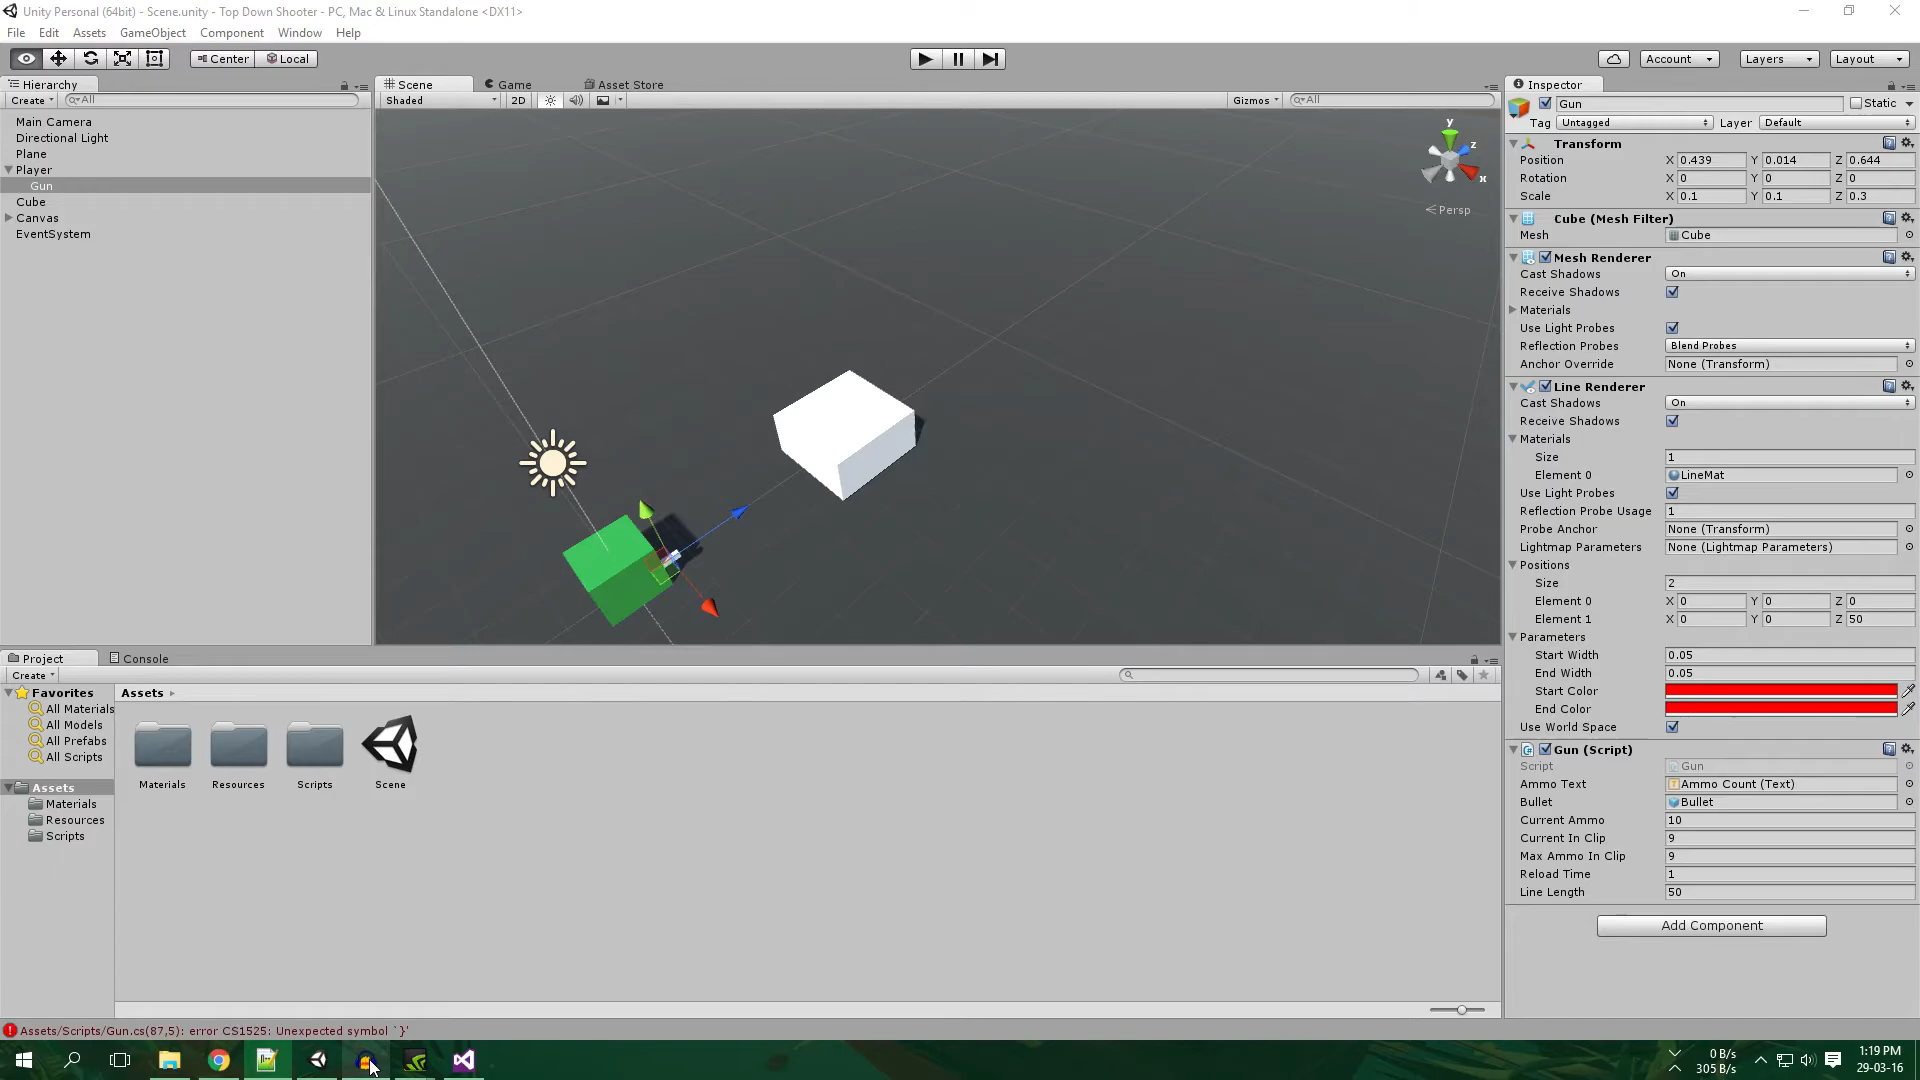 Unity Personal (64bit) - Scene.unity - Top Down Shooter - PC, Mac & Linux Standalone <DX11>
File Edit Assets GameObject Component Window Help
Center Local Account Layers Layout
Hierarchy
Create All
Main Camera
Directional Light
Plane
Player
Gun
Cube
Canvas
EventSystem
Scene Game Asset Store
Shaded 2D Gizmos All
y
z
x
Persp
Inspector
Gun Static
Tag Untagged Layer Default
Transform
Position X 0.439 Y 0.014 Z 0.644
Rotation X 0 Y 0 Z 0
Scale X 0.1 Y 0.1 Z 0.3
Cube (Mesh Filter)
Mesh Cube
Mesh Renderer
Cast Shadows On
Receive Shadows
Materials
Use Light Probes
Reflection Probes Blend Probes
Anchor Override None (Transform)
Line Renderer
Cast Shadows On
Receive Shadows
Materials
Size 1
Element 0 LineMat
Use Light Probes
Reflection Probe Usage 1
Probe Anchor None (Transform)
Lightmap Parameters None (Lightmap Parameters)
Positions
Size 2
Element 0 X 0 Y 0 Z 0
Element 1 X 0 Y 0 Z 50
Parameters
Start Width 0.05
End Width 0.05
Start Color
End Color
Use World Space
Gun (Script)
Script Gun
Ammo Text Ammo Count (Text)
Bullet Bullet
Current Ammo 10
Current In Clip 9
Max Ammo In Clip 9
Reload Time 1
Line Length 50
Add Component
Project Console
Create
Favorites
All Materials
All Models
All Prefabs
All Scripts
Assets
Materials
Resources
Scripts
Assets
Materials Resources Scripts Scene
Assets/Scripts/Gun.cs(87,5): error CS1525: Unexpected symbol `}'
0 B/s
305 B/s
1:19 PM
29-03-16